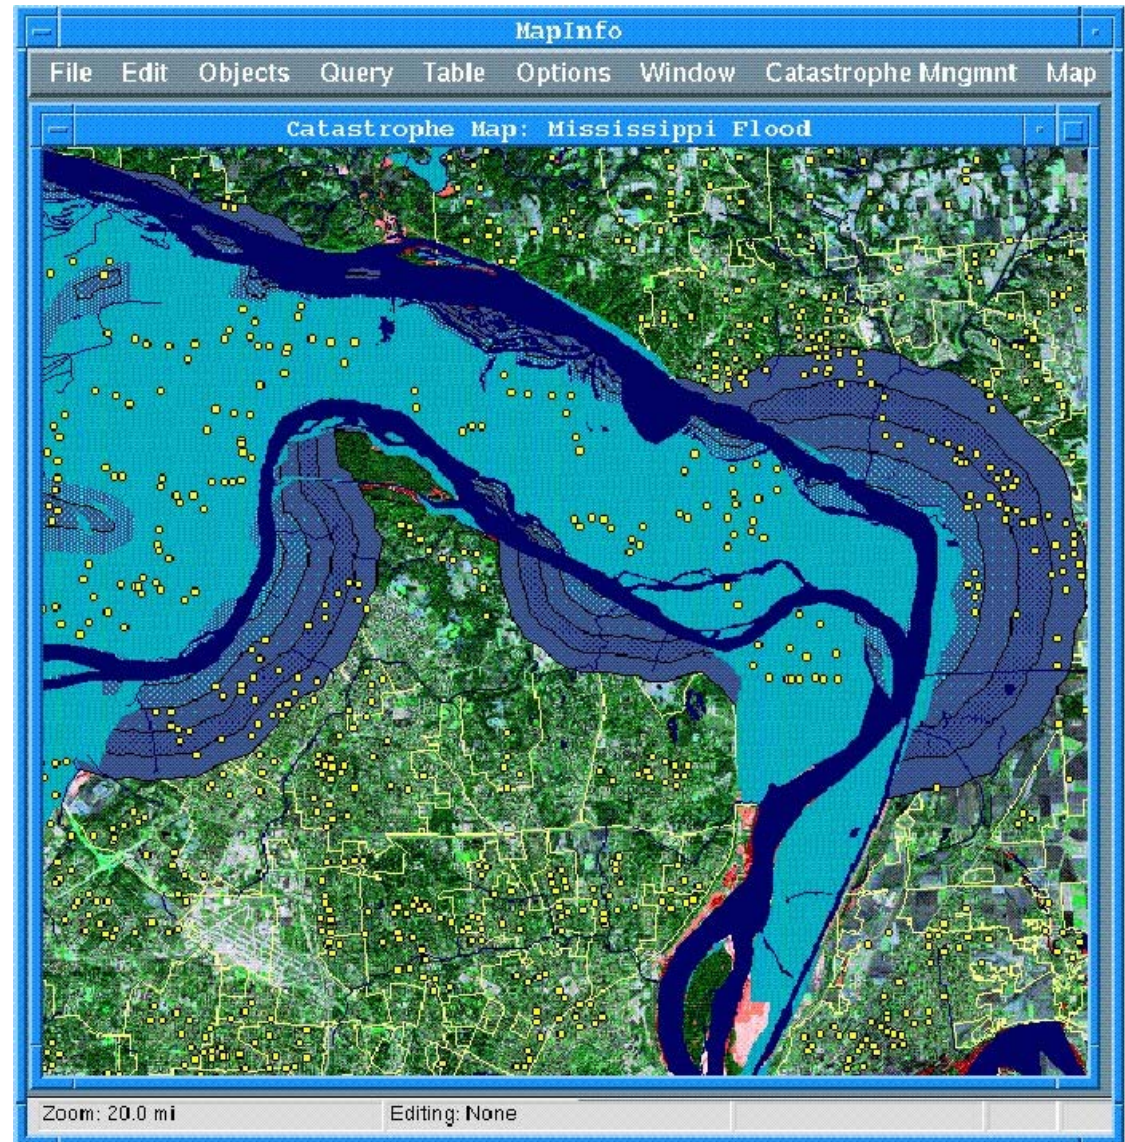 MapInfo
File Edit Objects Query Table Options Window Catastrophe Mngmnt Map
Catastrophe Map: Mississippi Flood
Zoom: 20.0 mi Editing: None